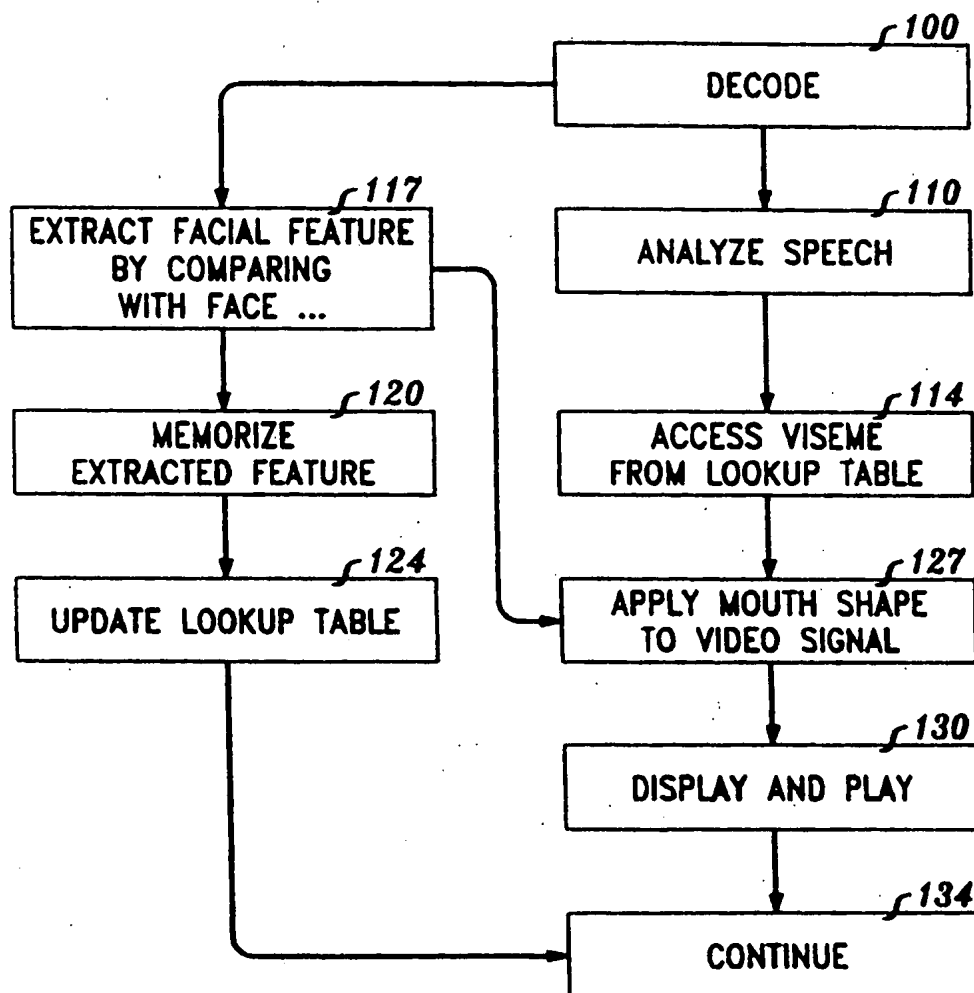 100
DECODE
117
EXTRACT FACIAL FEATURE
BY COMPARING
WITH FACE ...
110
ANALYZE SPEECH
120
MEMORIZE
EXTRACTED FEATURE
114
ACCESS VISEME
FROM LOOKUP TABLE
124
UPDATE LOOKUP TABLE
127
APPLY MOUTH SHAPE
TO VIDEO SIGNAL
130
DISPLAY AND PLAY
134
CONTINUE